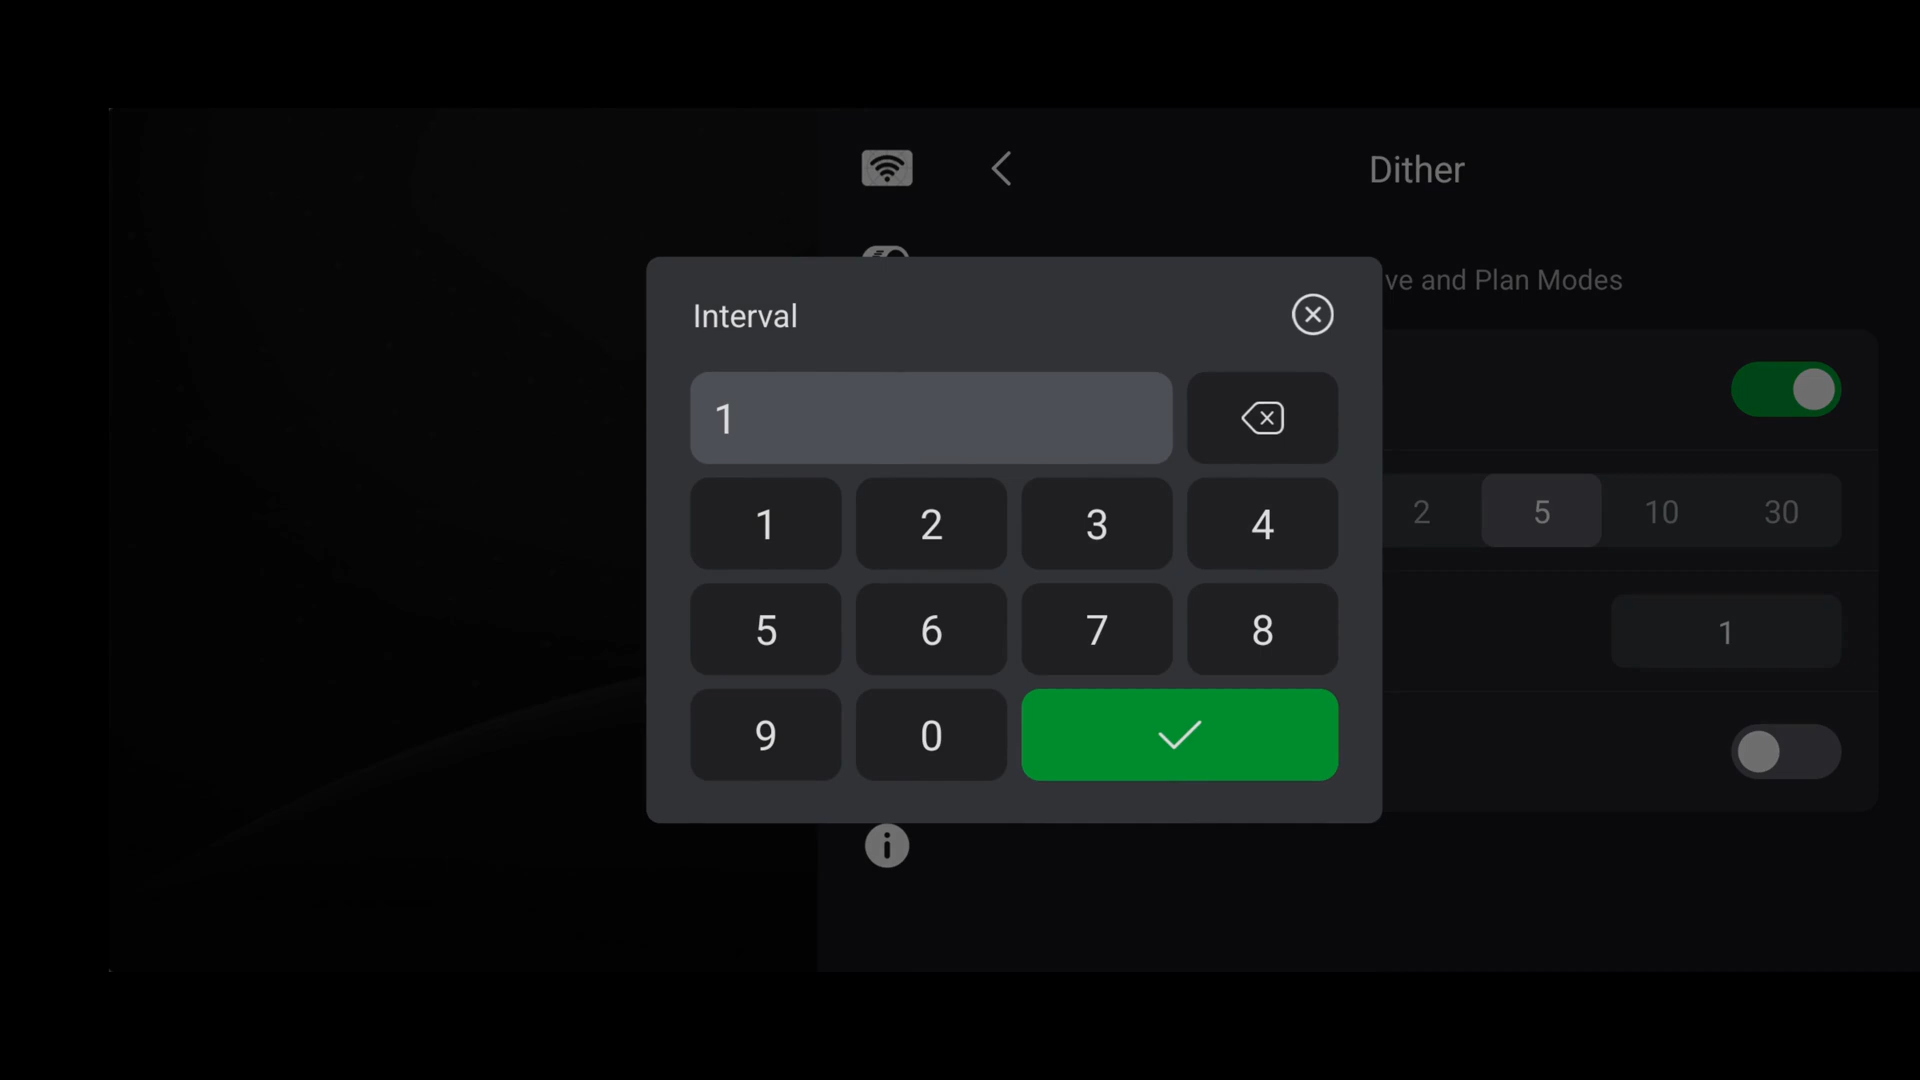 Dither
ve and Plan Modes
Interval
1
1 2 3 4
5 6 7 8
9 0
2 5 10 30
1